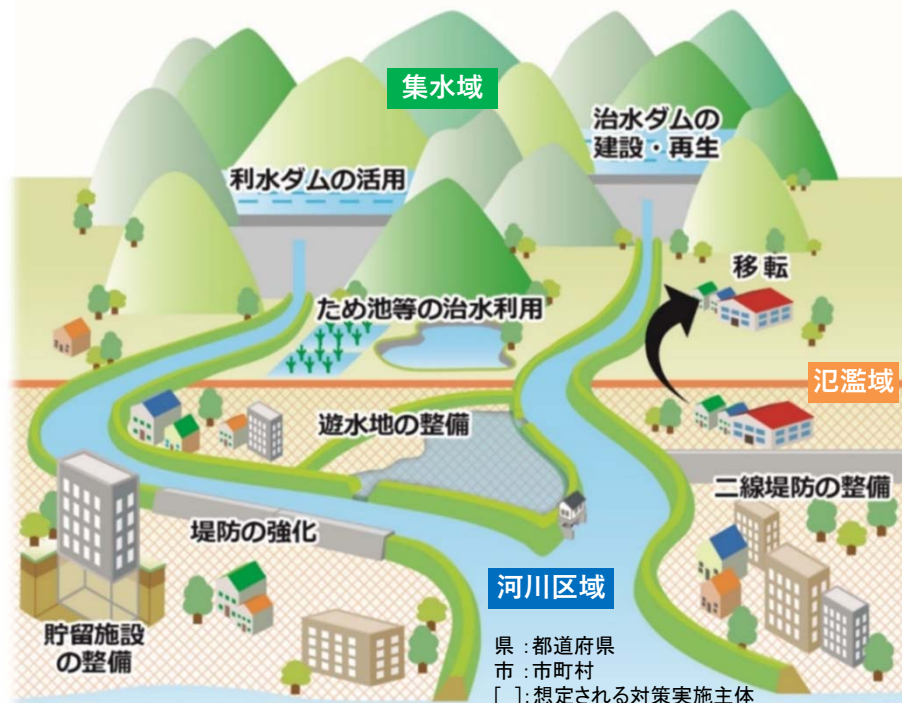 集水域
治水ダムの
建設・再生
利水ダムの活用
移転
ため池等の治水利用
氾濫域
遊水地の整備
二線堤防の整備
堤防の強化
河川区域
貯留施設
の整備
県：都道府県
市：市町村
[　]：想定される対策実施主体